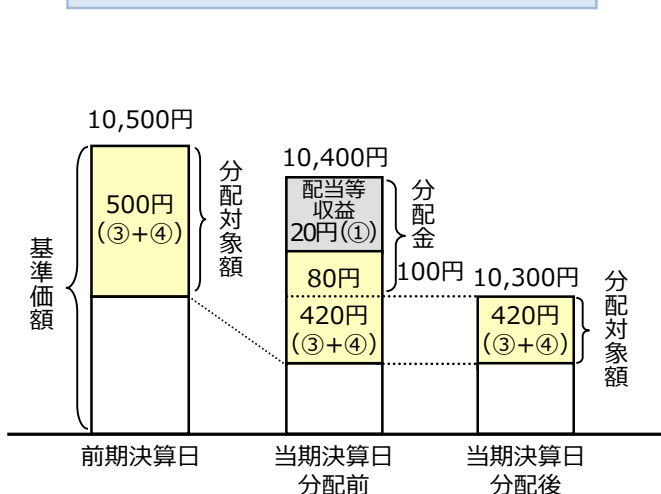 10,500円
500円
(③+④)
分配対象額
基準価額
10,400円
配当等
収益
20円(①)
分配金
80円
100円
420円
(③+④)
10,300円
420円
(③+④)
分配対象額
前期決算日
当期決算日
分配前
当期決算日
分配後